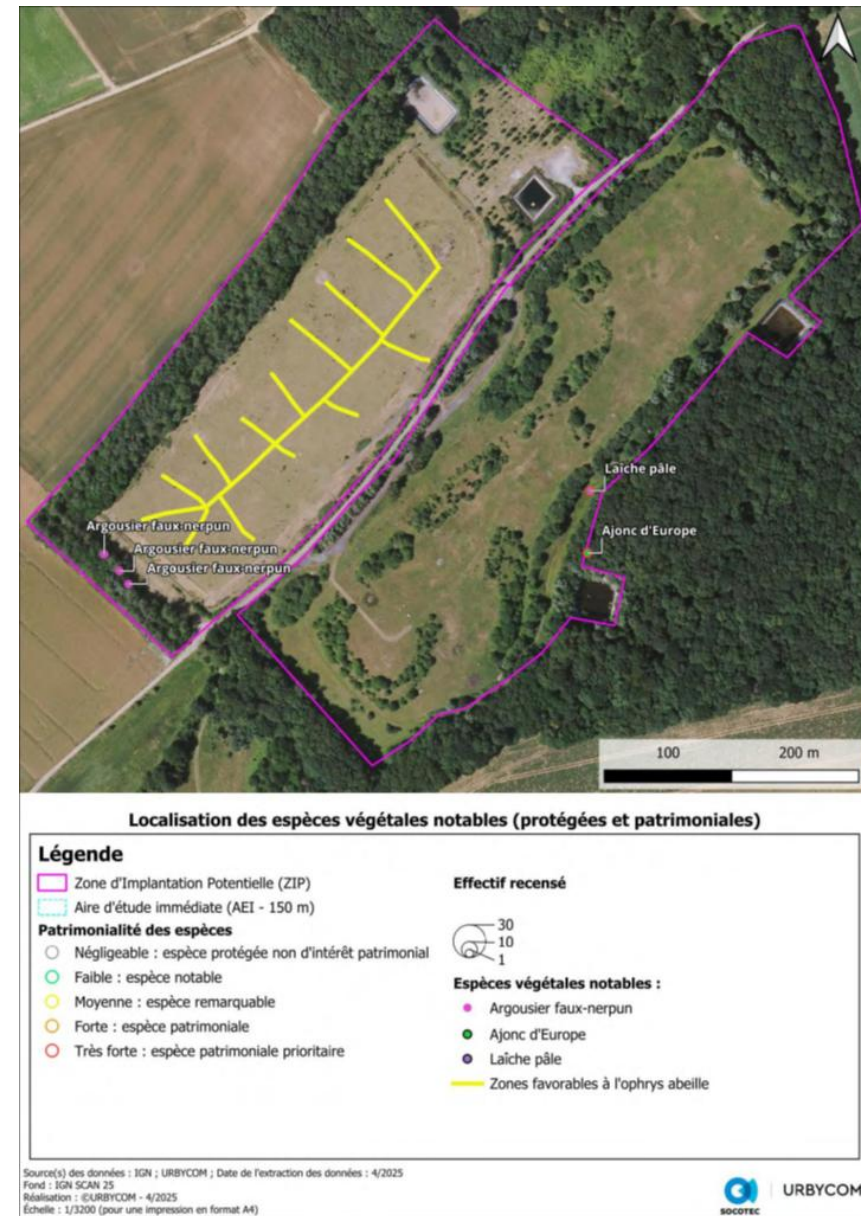 Laîche pâle
Ajonc d'Europe
Argousier faux-nerpun
Argousier faux-nerpun
Argousier faux-nerpun
100 200 m
Localisation des espèces végétales notables (protégées et patrimoniales)
Légende
Zone d'Implantation Potentielle (ZIP)
Aire d'étude immédiate (AEI - 150 m)
Patrimonialité des espèces
Négligeable : espèce protégée non d'intérêt patrimonial
Faible : espèce notable
Moyenne : espèce remarquable
Forte : espèce patrimoniale
Très forte : espèce patrimoniale prioritaire
Effectif recensé
30
10
1
Espèces végétales notables :
Argousier faux-nerpun
Ajonc d'Europe
Laîche pâle
Zones favorables à l'ophrys abeille
Source(s) des données : IGN ; URBYCOM ; Date de l'extraction des données : 4/2025
Fond : IGN SCAN 25
Réalisation : ©URBYCOM - 4/2025
Échelle : 1/3200 (pour une impression en format A4)
SOCOTEC
URBYCOM